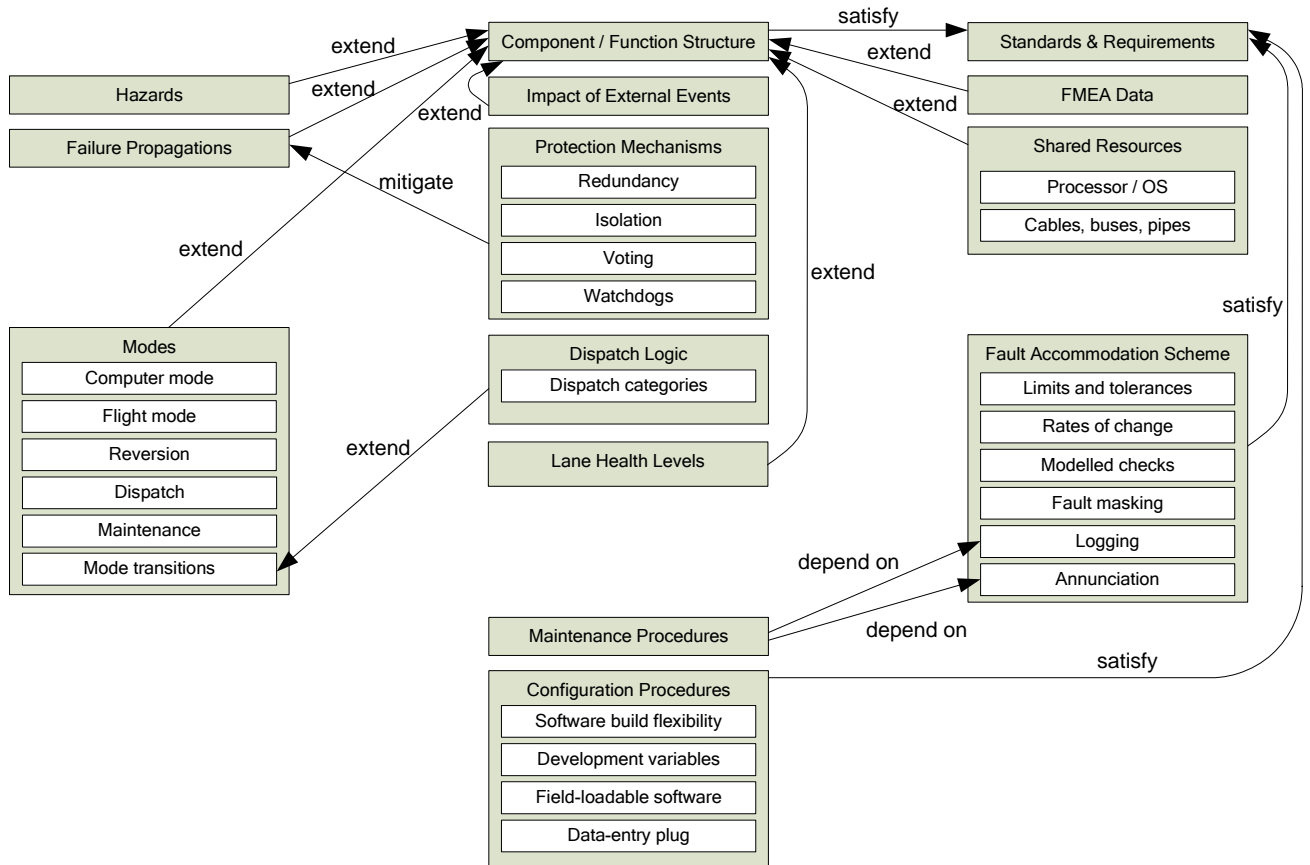 satisfy
Component / Function Structure
Standards & Requirements
extend
extend
Hazards
extend
Impact of External Events
FMEA Data
extend
extend
Failure Propagations
Protection Mechanisms
Shared Resources
mitigate
Redundancy
Processor / OS
Isolation
Cables, buses, pipes
extend
Voting
extend
Watchdogs
satisfy
Modes
Dispatch Logic
Fault Accommodation Scheme
Computer mode
Dispatch categories
Limits and tolerances
Flight mode
Rates of change
extend
Reversion
Lane Health Levels
Modelled checks
Dispatch
Fault masking
Maintenance
Logging
Mode transitions
depend on
Annunciation
Maintenance Procedures
depend on
satisfy
Configuration Procedures
Software build flexibility
Development variables
Field-loadable software
Data-entry plug